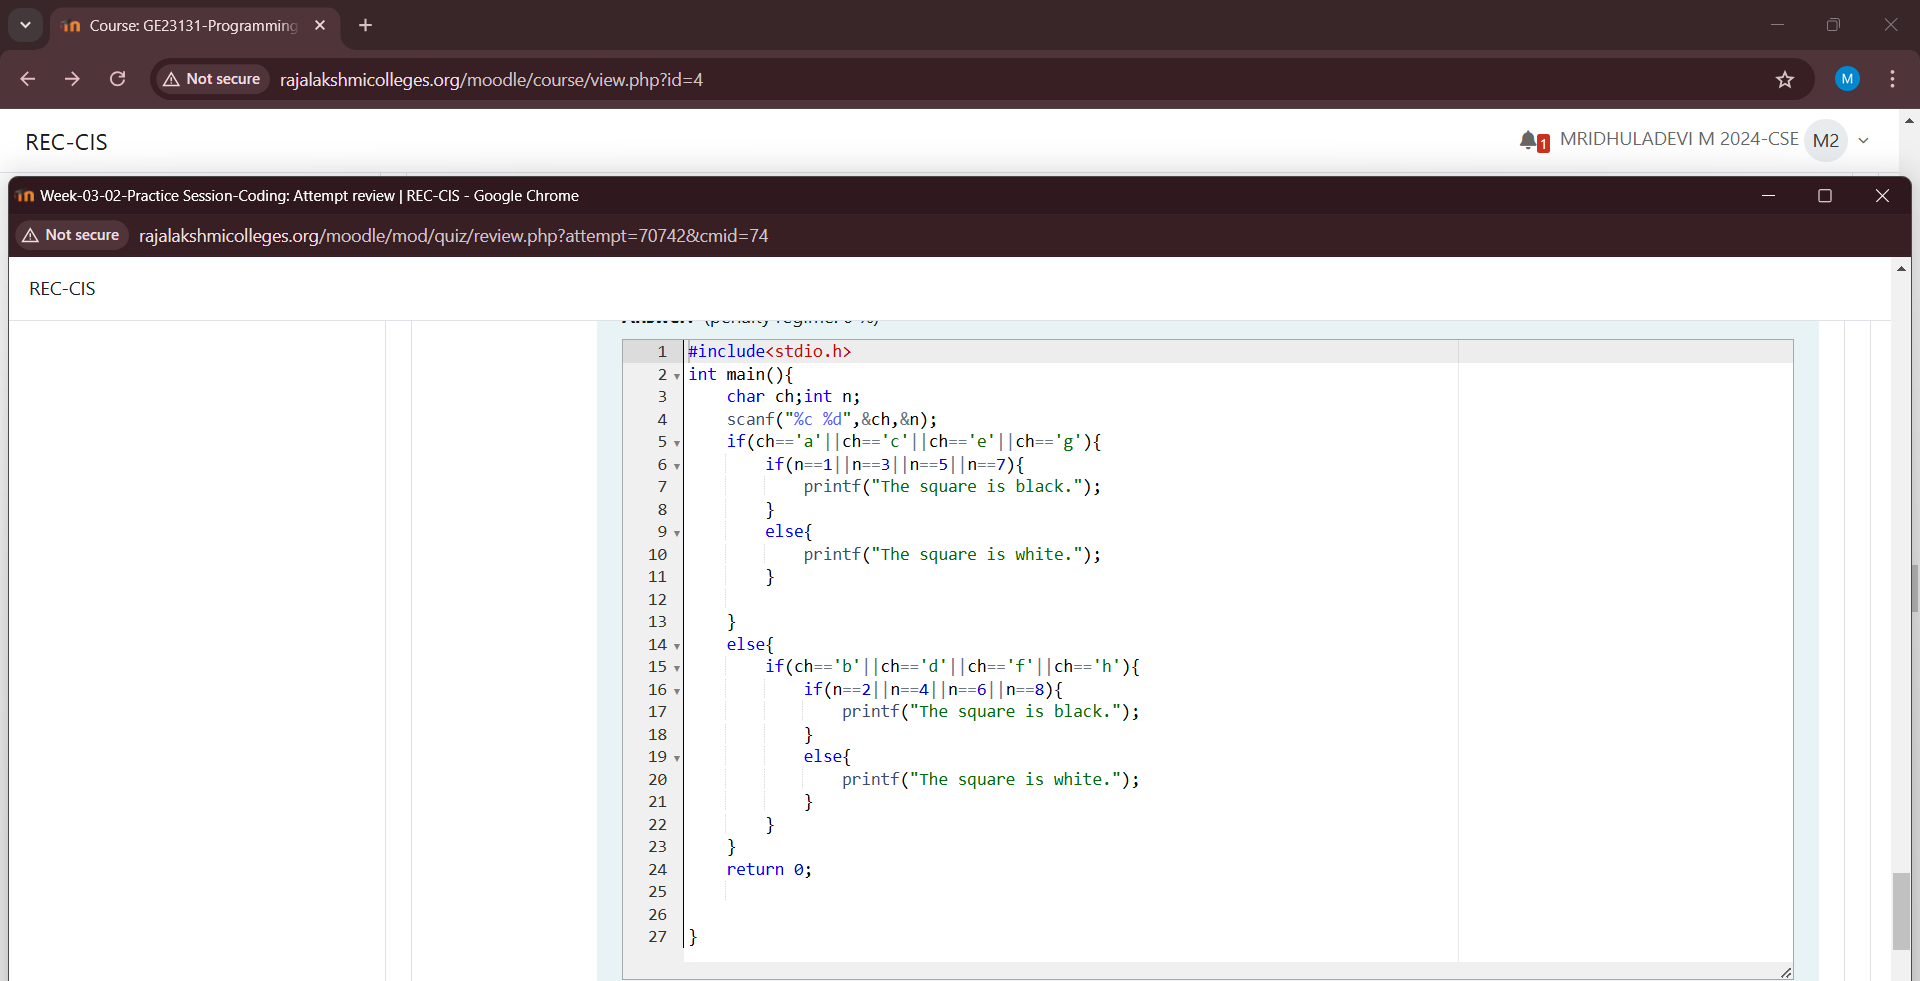 Course: GE23131-Programming
Not secure
rajalakshmicolleges.org/moodle/course/view.php?id=4
M
REC-CIS
1
MRIDHULADEVI M 2024-CSE
M2
Week-03-02-Practice Session-Coding: Attempt review | REC-CIS - Google Chrome
Not secure
rajalakshmicolleges.org/moodle/mod/quiz/review.php?attempt=70742&cmid=74
REC-CIS
1 #include<stdio.h>
2 int main(){
3 char ch;int n;
4 scanf("%c %d",&ch,&n);
5 if(ch=='a'||ch=='c'||ch=='e'||ch=='g'){
6 if(n==1||n==3||n==5||n==7){
7 printf("The square is black.");
8 }
9 else{
10 printf("The square is white.");
11 }
12
13 }
14 else{
15 if(ch=='b'||ch=='d'||ch=='f'||ch=='h'){
16 if(n==2||n==4||n==6||n==8){
17 printf("The square is black.");
18 }
19 else{
20 printf("The square is white.");
21 }
22 }
23 }
24 return 0;
25
26
27 }